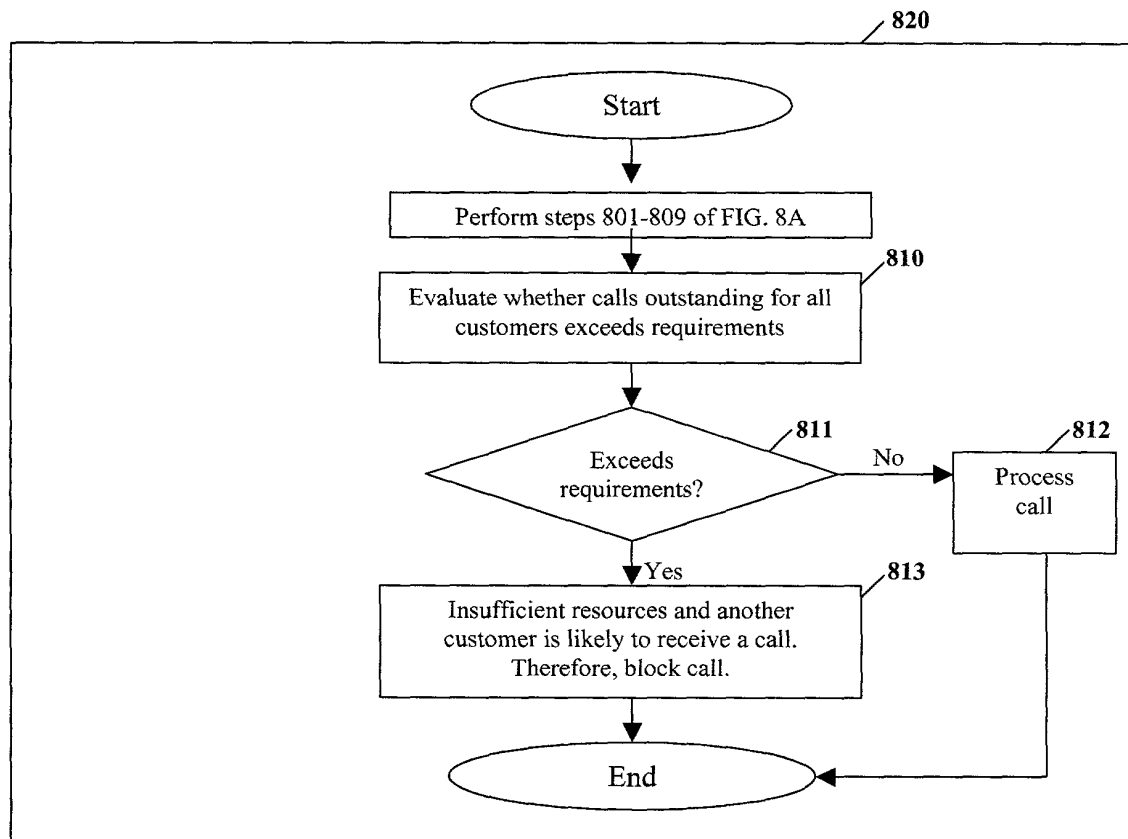 820
Start
Perform steps 801-809 of FIG. 8A
810
Evaluate whether calls outstanding for all
customers exceeds requirements
811
Exceeds
requirements?
No
812
Process
call
Yes
813
Insufficient resources and another
customer is likely to receive a call.
Therefore, block call.
End